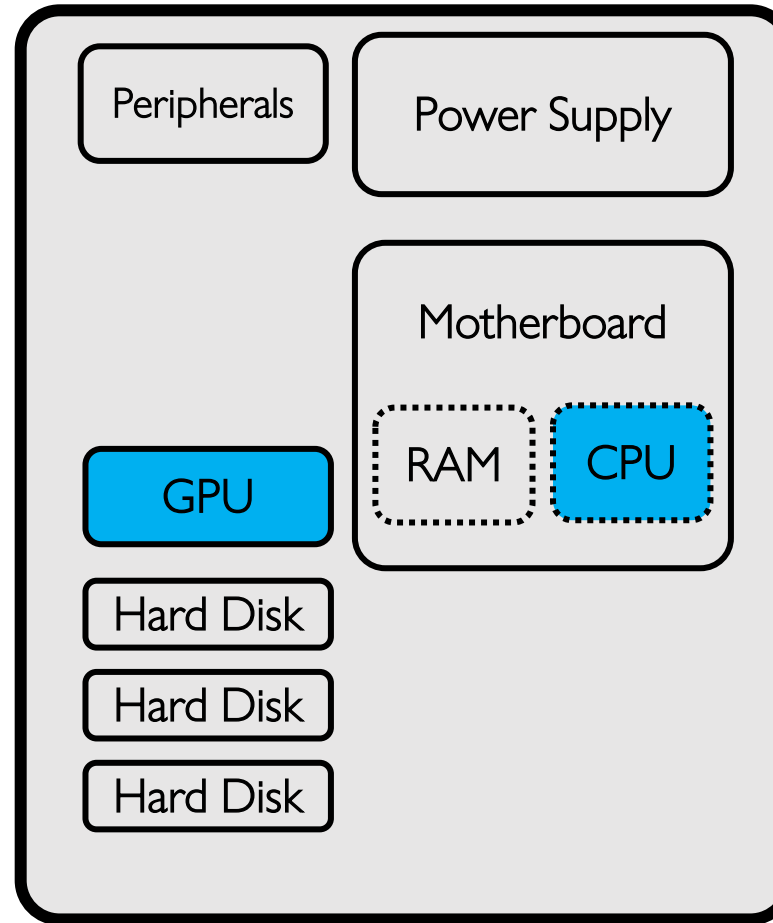 Peripherals
Power Supply
Motherboard
RAM
CPU
GPU
Hard Disk
Hard Disk
Hard Disk